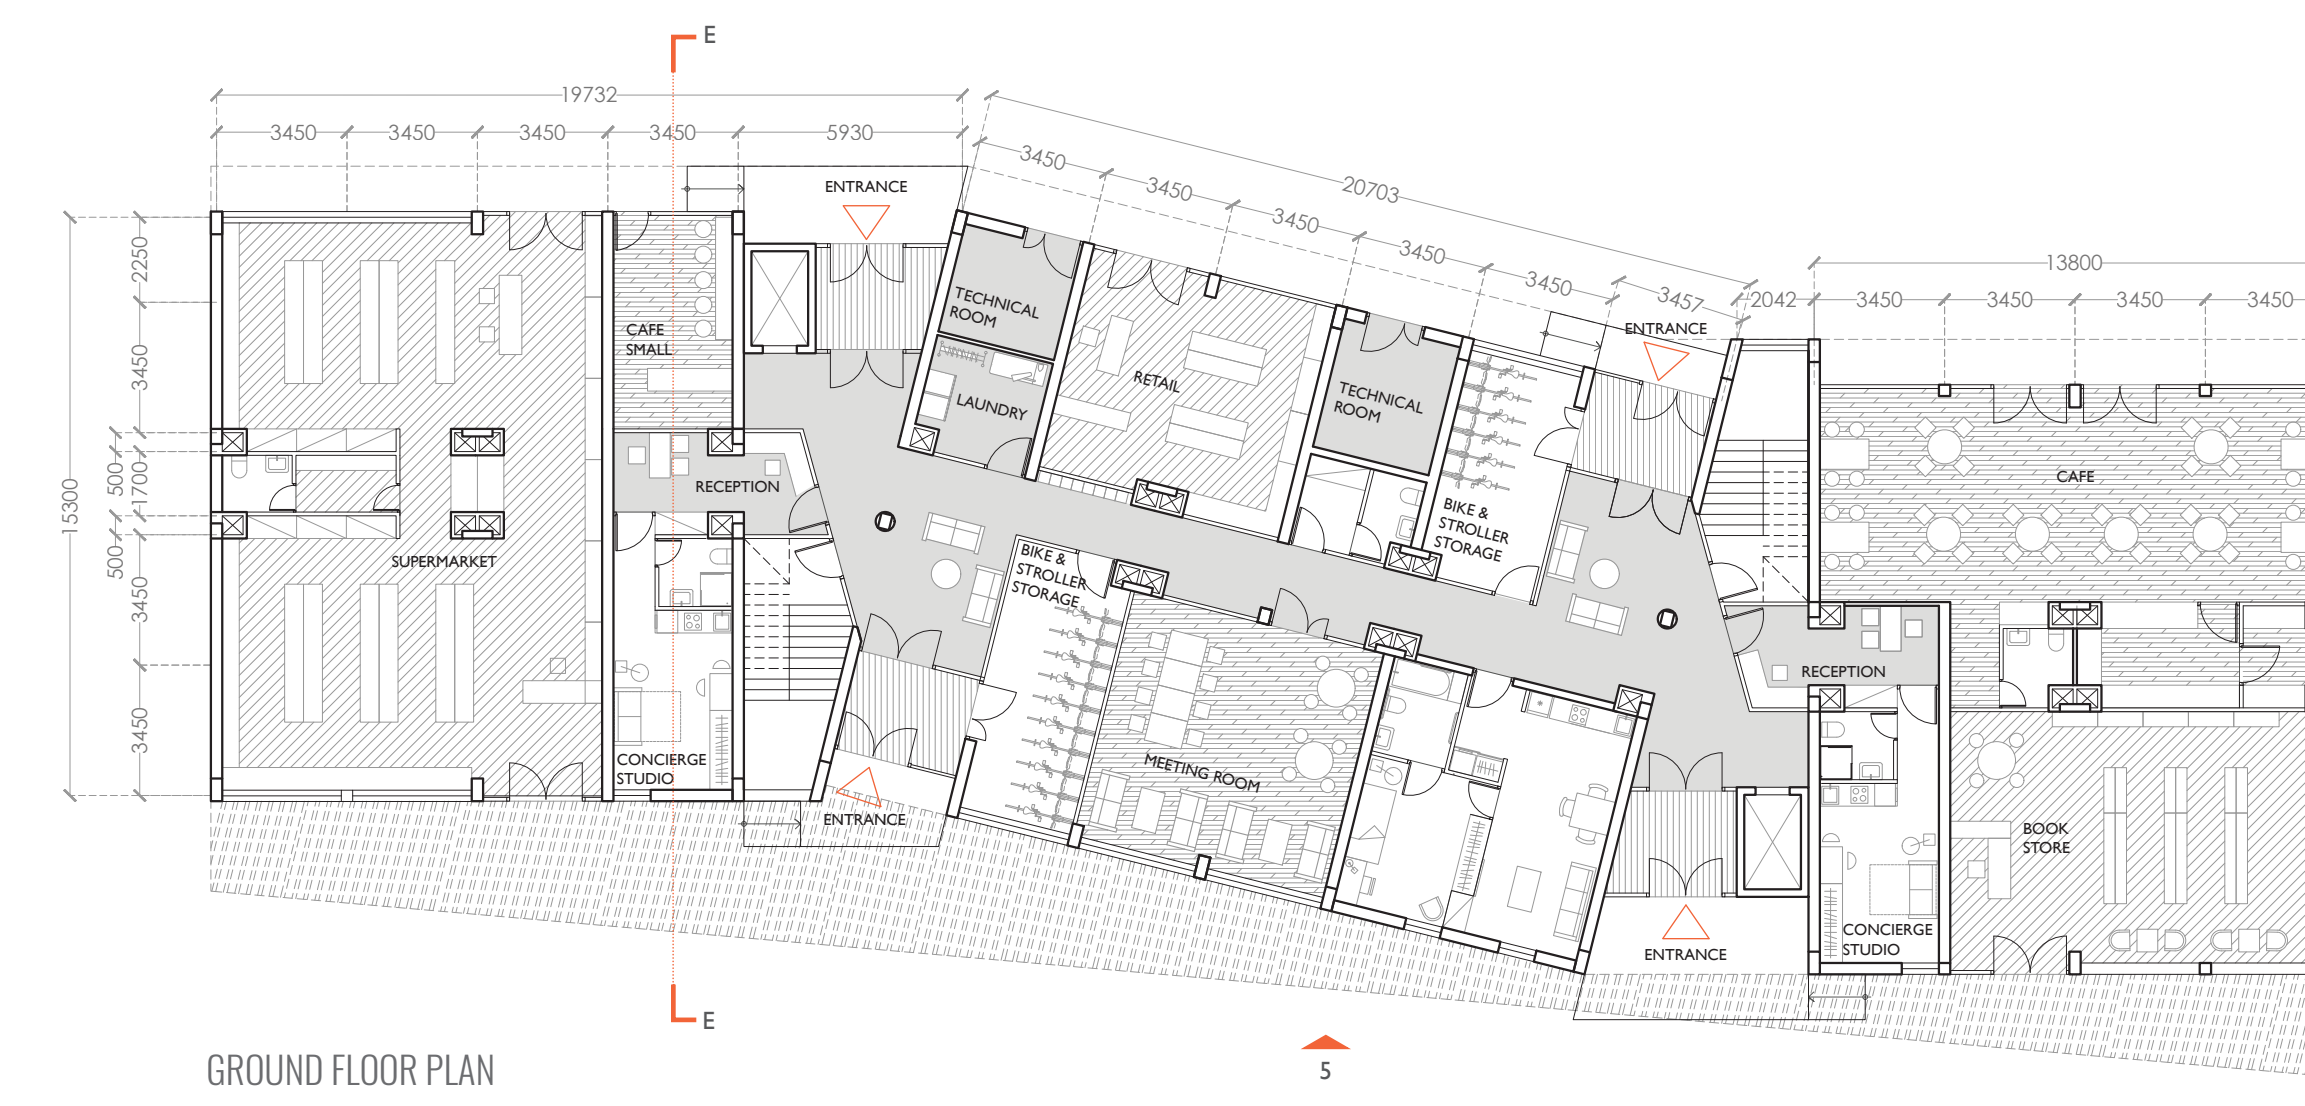 E
19732
3450
3450
3450
3450
5930
3450
3450
3450
3450
3450
20703
3457
2042
13800
3450
3450
3450
3450
15300
2250
3450
500
1700
500
3450
3450
ENTRANCE
ENTRANCE
TECHNICAL
ROOM
CAFE
SMALL
LAUNDRY
RETAIL
TECHNICAL
ROOM
CAFE
RECEPTION
BIKE &
STROLLER
STORAGE
SUPERMARKET
BIKE &
STROLLER
STORAGE
RECEPTION
CONCIERGE
STUDIO
MEETING ROOM
ENTRANCE
BOOK
STORE
CONCIERGE
STUDIO
ENTRANCE
E
5
GROUND FLOOR PLAN